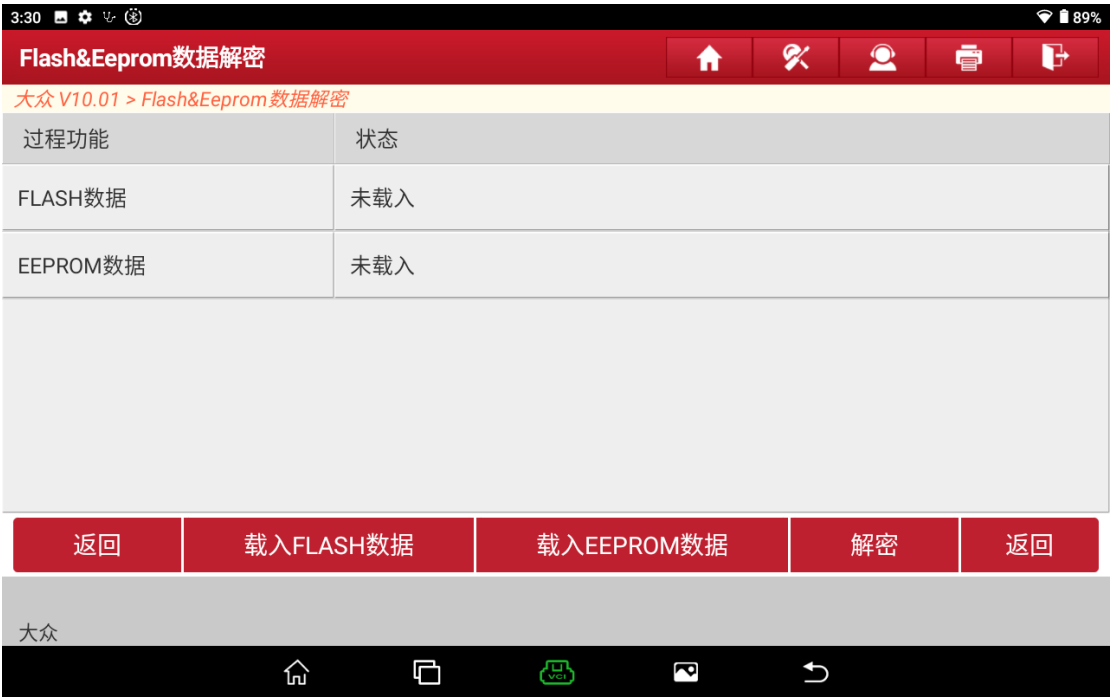 3:30
89%
Flash&Eeprom数据解密
大众 V10.01 > Flash&Eeprom数据解密
过程功能 状态
FLASH数据 未载入
EEPROM数据 未载入
返回 载入FLASH数据 载入EEPROM数据 解密 返回
大众
VCI